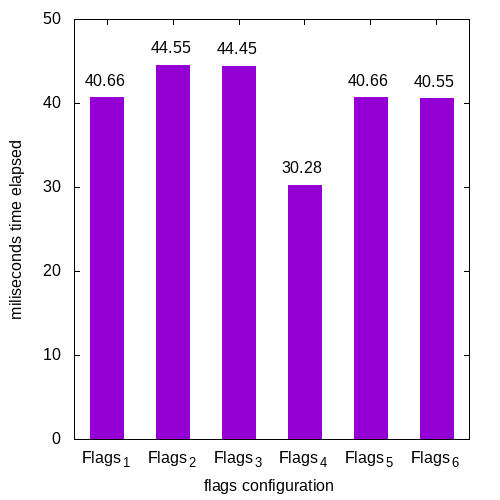 50
40
30
20
10
0
miliseconds time elapsed
40.66
44.55
44.45
30.28
40.66
40.55
Flags1
Flags2
Flags3
Flags4
Flags5
Flags6
flags configuration